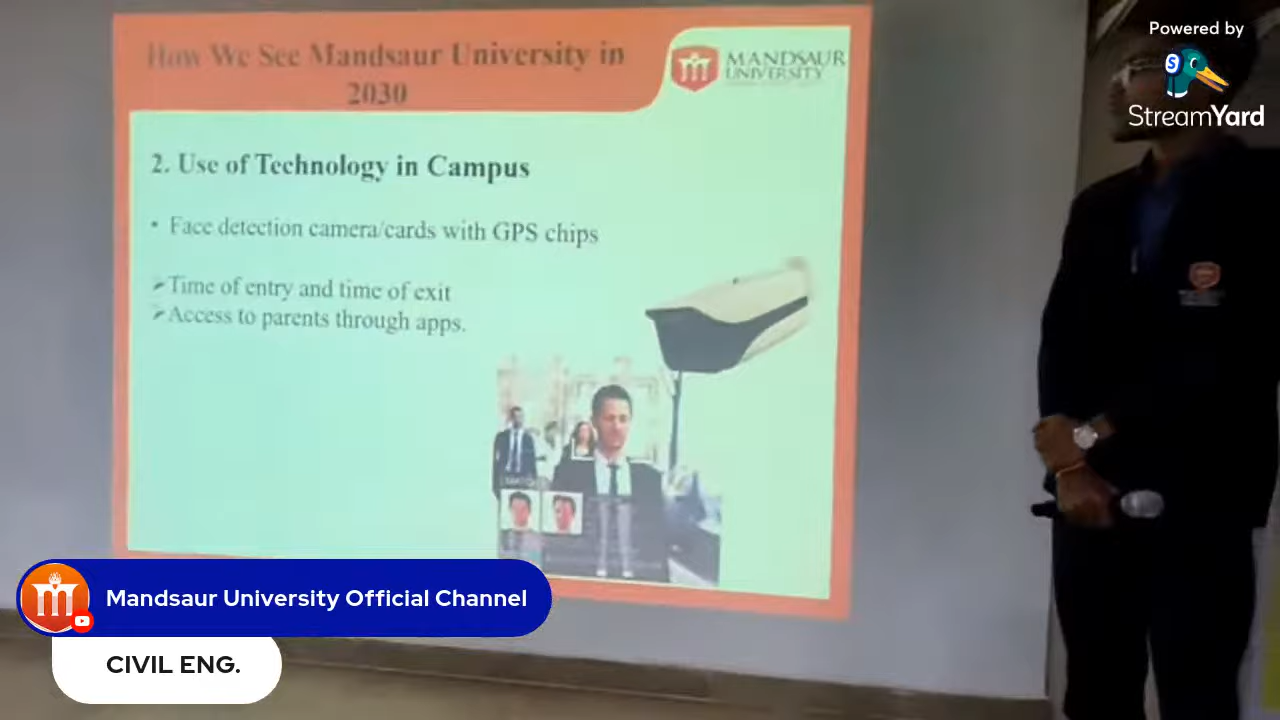 Powered by
StreamYard
How We See Mandsaur University in
2030
MANDSAUR
UNIVERSITY
2. Use of Technology in Campus
• Face detection camera/cards with GPS chips
➢Time of entry and time of exit
➢Access to parents through apps.
Mandsaur University Official Channel
CIVIL ENG.